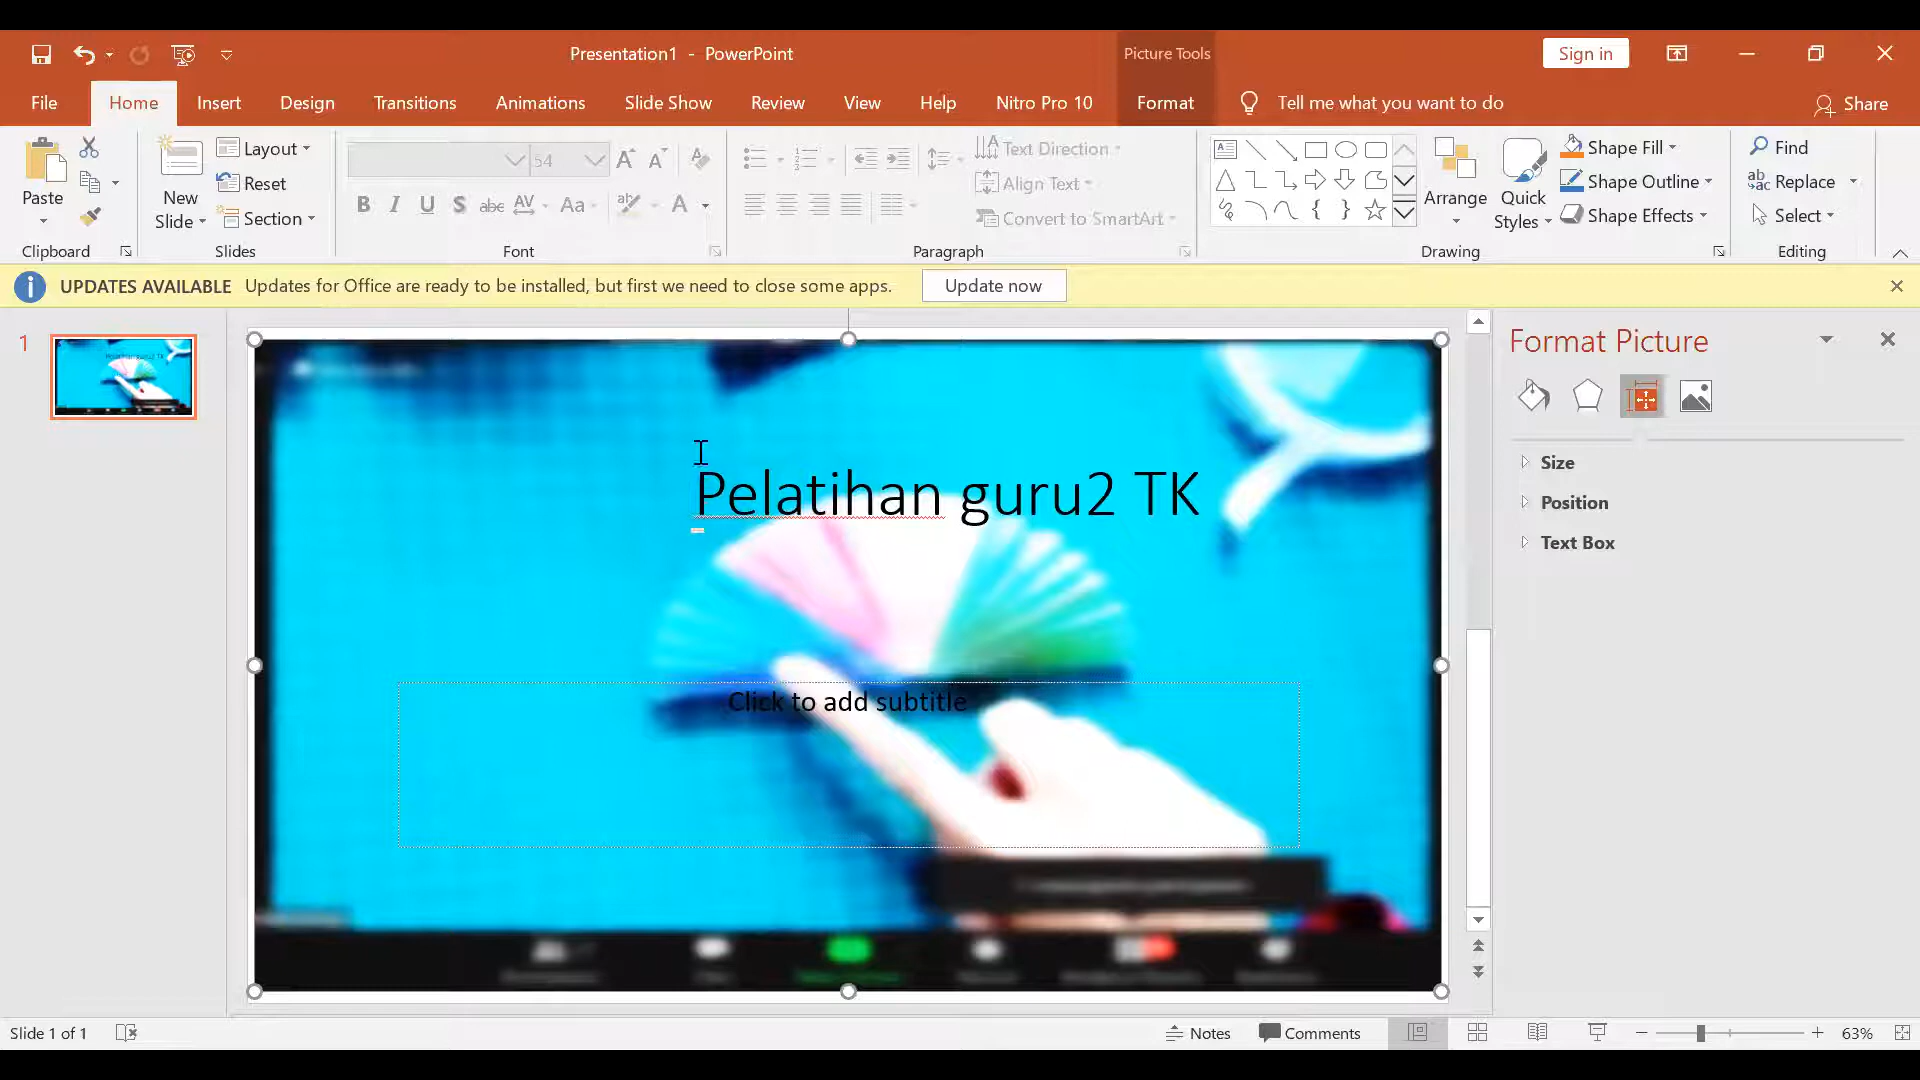 Presentation1 - PowerPoint
Picture Tools
Sign in
File
Home
Insert
Design
Transitions
Animations
Slide Show
Review
View
Help
Nitro Pro 10
Format
Tell me what you want to do
Share
Paste
Clipboard
New
Slide
Layout
Reset
Section
Slides
54
Font
Text Direction
Align Text
Convert to SmartArt
Paragraph
Arrange
Quick
Styles
Shape Fill
Shape Outline
Shape Effects
Drawing
Find
Replace
Select
Editing
UPDATES AVAILABLE Updates for Office are ready to be installed, but first we need to close some apps. Update now
1
Pelatihan guru2 TK
Click to add subtitle
Format Picture
Size
Position
Text Box
Slide 1 of 1
Notes
Comments
63%